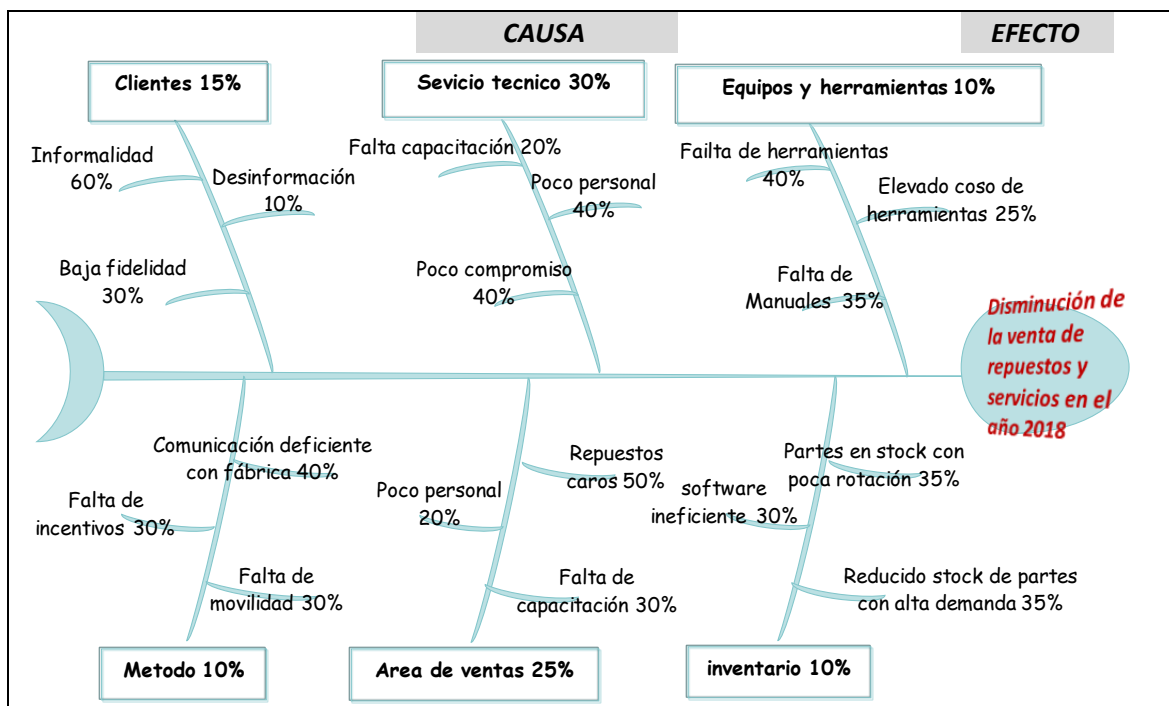 CAUSA
EFECTO
Clientes 15%
Sevicio tecnico 30%
Equipos y herramientas 10%
Informalidad
60%
Desinformación
10%
Baja fidelidad
30%
Falta capacitación 20%
Poco personal
40%
Poco compromiso
40%
Failta de herramientas
40%
Elevado coso de
herramientas 25%
Falta de
Manuales 35%
Disminución de
la venta de
repuestos y
servicios en el
año 2018
Comunicación deficiente
con fábrica 40%
Falta de
incentivos 30%
Falta de
movilidad 30%
Repuestos
caros 50%
Poco personal
20%
Falta de
capacitación 30%
Partes en stock con
poca rotación 35%
software
ineficiente 30%
Reducido stock de partes
con alta demanda 35%
Metodo 10%
Area de ventas 25%
inventario 10%